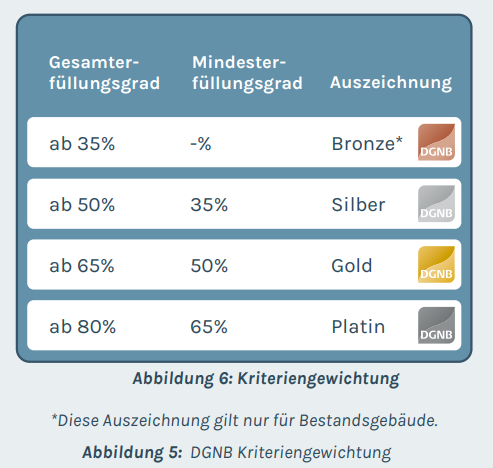 Gesamter-
füllungsgrad
Mindester-
füllungsgrad
Auszeichnung
ab 35% -% Bronze* DGNB
ab 50% 35% Silber DGNB
ab 65% 50% Gold DGNB
ab 80% 65% Platin DGNB
Abbildung 6: Kriteriengewichtung
*Diese Auszeichnung gilt nur für Bestandsgebäude.
Abbildung 5: DGNB Kriteriengewichtung